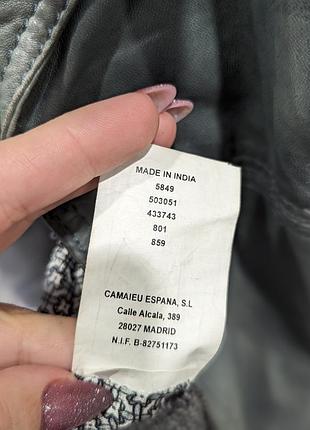 MADE IN INDIA
5849
503051
433743
801
859
CAMAIEU ESPANA, S.L
Calle Alcala, 389
28027 MADRID
N.I.F. B-82751173